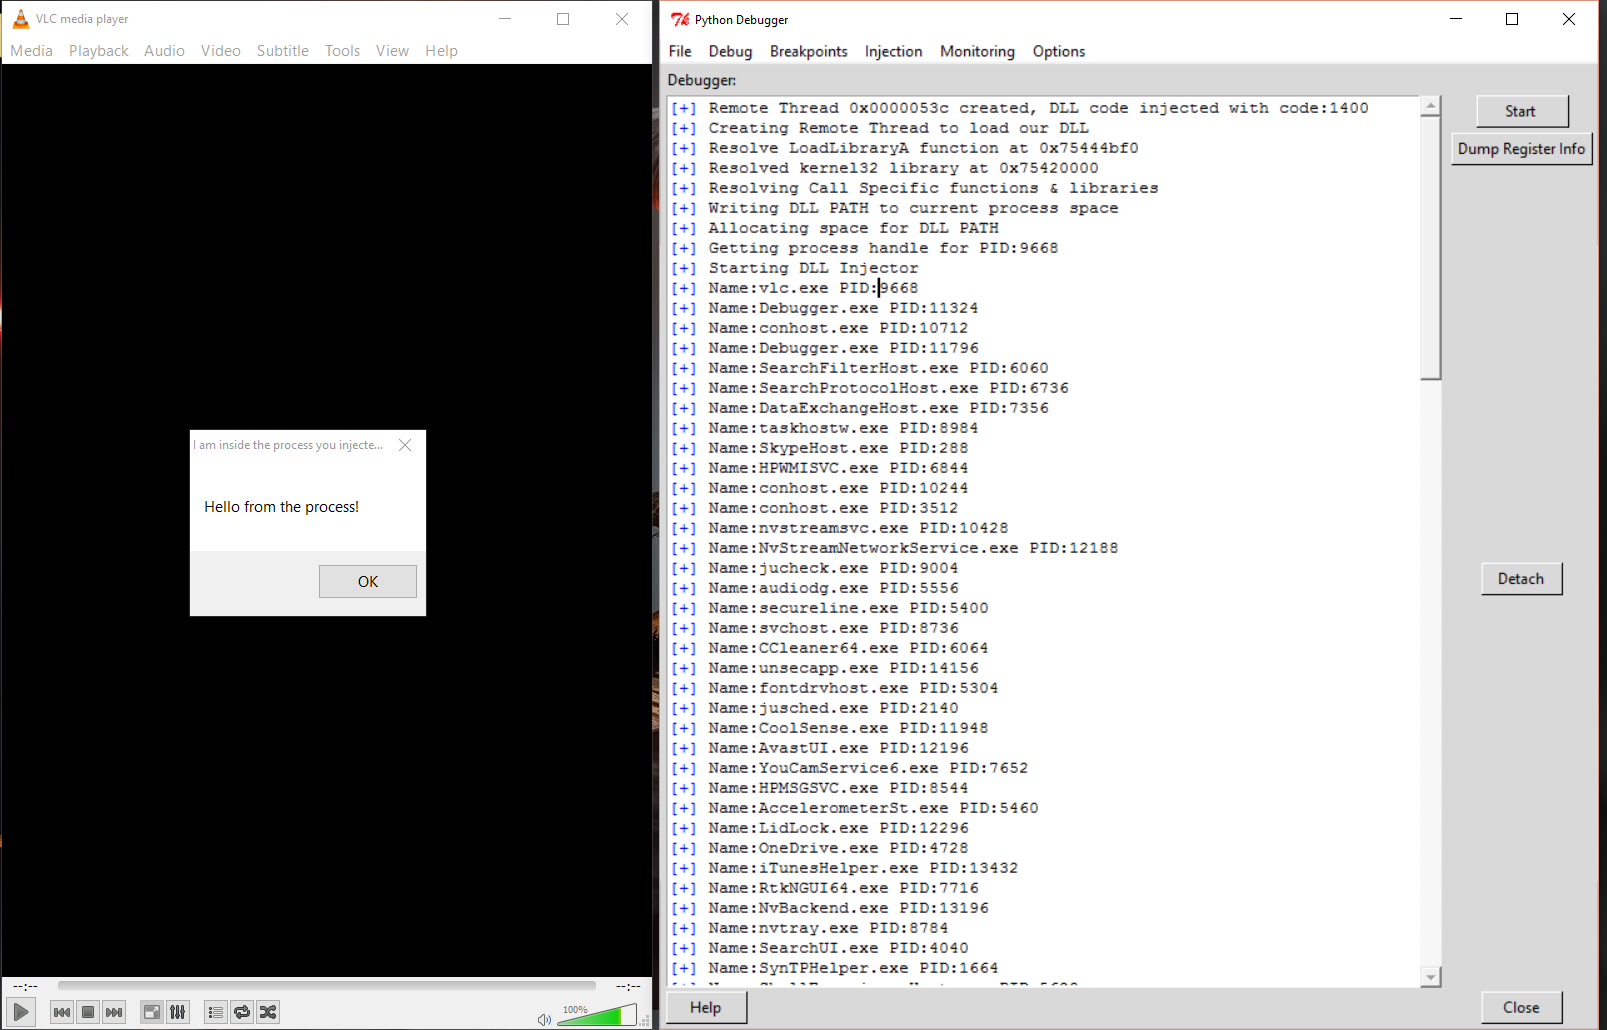 VLC media player
Media Playback Audio Video Subtitle Tools View Help
I am inside the process you injecte...
Hello from the process!
OK
--:--
--:--
100%
Python Debugger
File Debug Breakpoints Injection Monitoring Options
Debugger:
[+] Remote Thread 0x0000053c created, DLL code injected with code:1400
[+] Creating Remote Thread to load our DLL
[+] Resolve LoadLibraryA function at 0x75444bf0
[+] Resolved kernel32 library at 0x75420000
[+] Resolving Call Specific functions & libraries
[+] Writing DLL PATH to current process space
[+] Allocating space for DLL PATH
[+] Getting process handle for PID:9668
[+] Starting DLL Injector
[+] Name:vlc.exe PID:9668
[+] Name:Debugger.exe PID:11324
[+] Name:conhost.exe PID:10712
[+] Name:Debugger.exe PID:11796
[+] Name:SearchFilterHost.exe PID:6060
[+] Name:SearchProtocolHost.exe PID:6736
[+] Name:DataExchangeHost.exe PID:7356
[+] Name:taskhostw.exe PID:8984
[+] Name:SkypeHost.exe PID:288
[+] Name:HPWMISVC.exe PID:6844
[+] Name:conhost.exe PID:10244
[+] Name:conhost.exe PID:3512
[+] Name:nvstreamsvc.exe PID:10428
[+] Name:NvStreamNetworkService.exe PID:12188
[+] Name:jucheck.exe PID:9004
[+] Name:audiodg.exe PID:5556
[+] Name:secureline.exe PID:5400
[+] Name:svchost.exe PID:8736
[+] Name:CCleaner64.exe PID:6064
[+] Name:unsecapp.exe PID:14156
[+] Name:fontdrvhost.exe PID:5304
[+] Name:jusched.exe PID:2140
[+] Name:CoolSense.exe PID:11948
[+] Name:AvastUI.exe PID:12196
[+] Name:YouCamService6.exe PID:7652
[+] Name:HPMSGSVC.exe PID:8544
[+] Name:AccelerometerSt.exe PID:5460
[+] Name:LidLock.exe PID:12296
[+] Name:OneDrive.exe PID:4728
[+] Name:iTunesHelper.exe PID:13432
[+] Name:RtkNGUI64.exe PID:7716
[+] Name:NvBackend.exe PID:13196
[+] Name:nvtray.exe PID:8784
[+] Name:SearchUI.exe PID:4040
[+] Name:SynTPHelper.exe PID:1664
Start
Dump Register Info
Detach
Help
Close